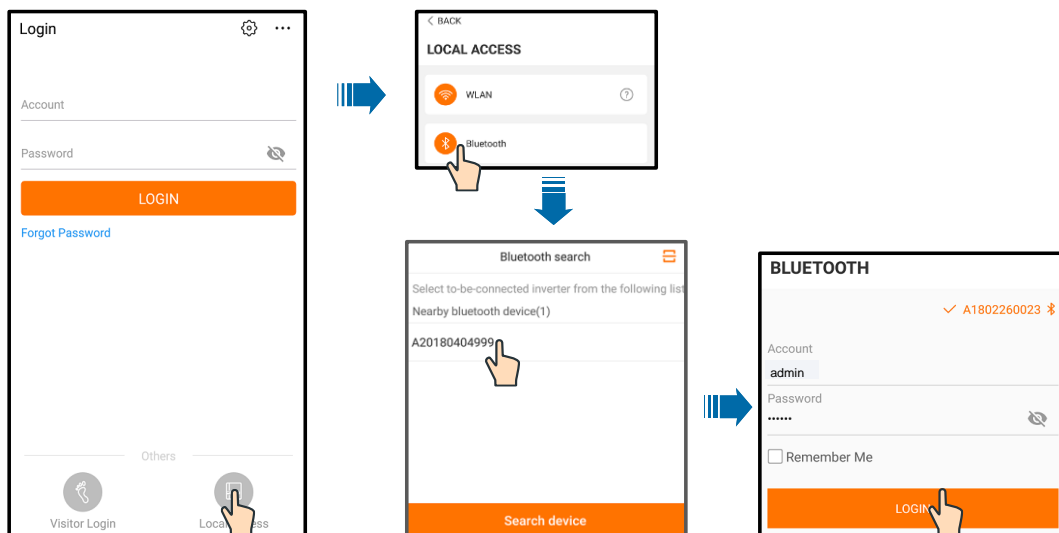 Login
Account
Password
LOGIN
Forgot Password
Others
Visitor Login
< BACK
LOCAL ACCESS
WLAN
Bluetooth
Bluetooth search
Select to-be-connected inverter from the following list
Nearby bluetooth device(1)
A20180404999
Search device
BLUETOOTH
A1802260023
Account
admin
Password
••••••
Remember Me
LOGIN